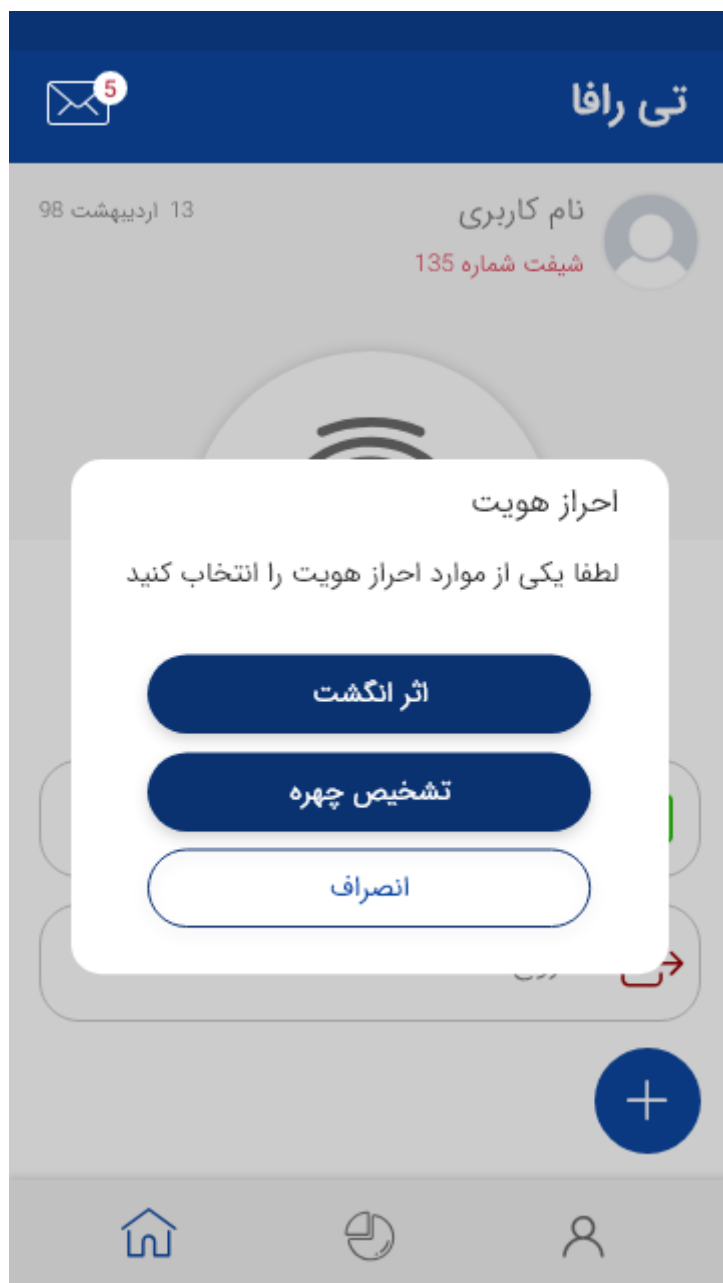 تی رافا
5
نام کاربری
13 اردیبهشت 98
شیفت شماره 135
احراز هویت
لطفا یکی از موارد احراز هویت را انتخاب کنید
اثر انگشت
تشخیص چهره
انصراف